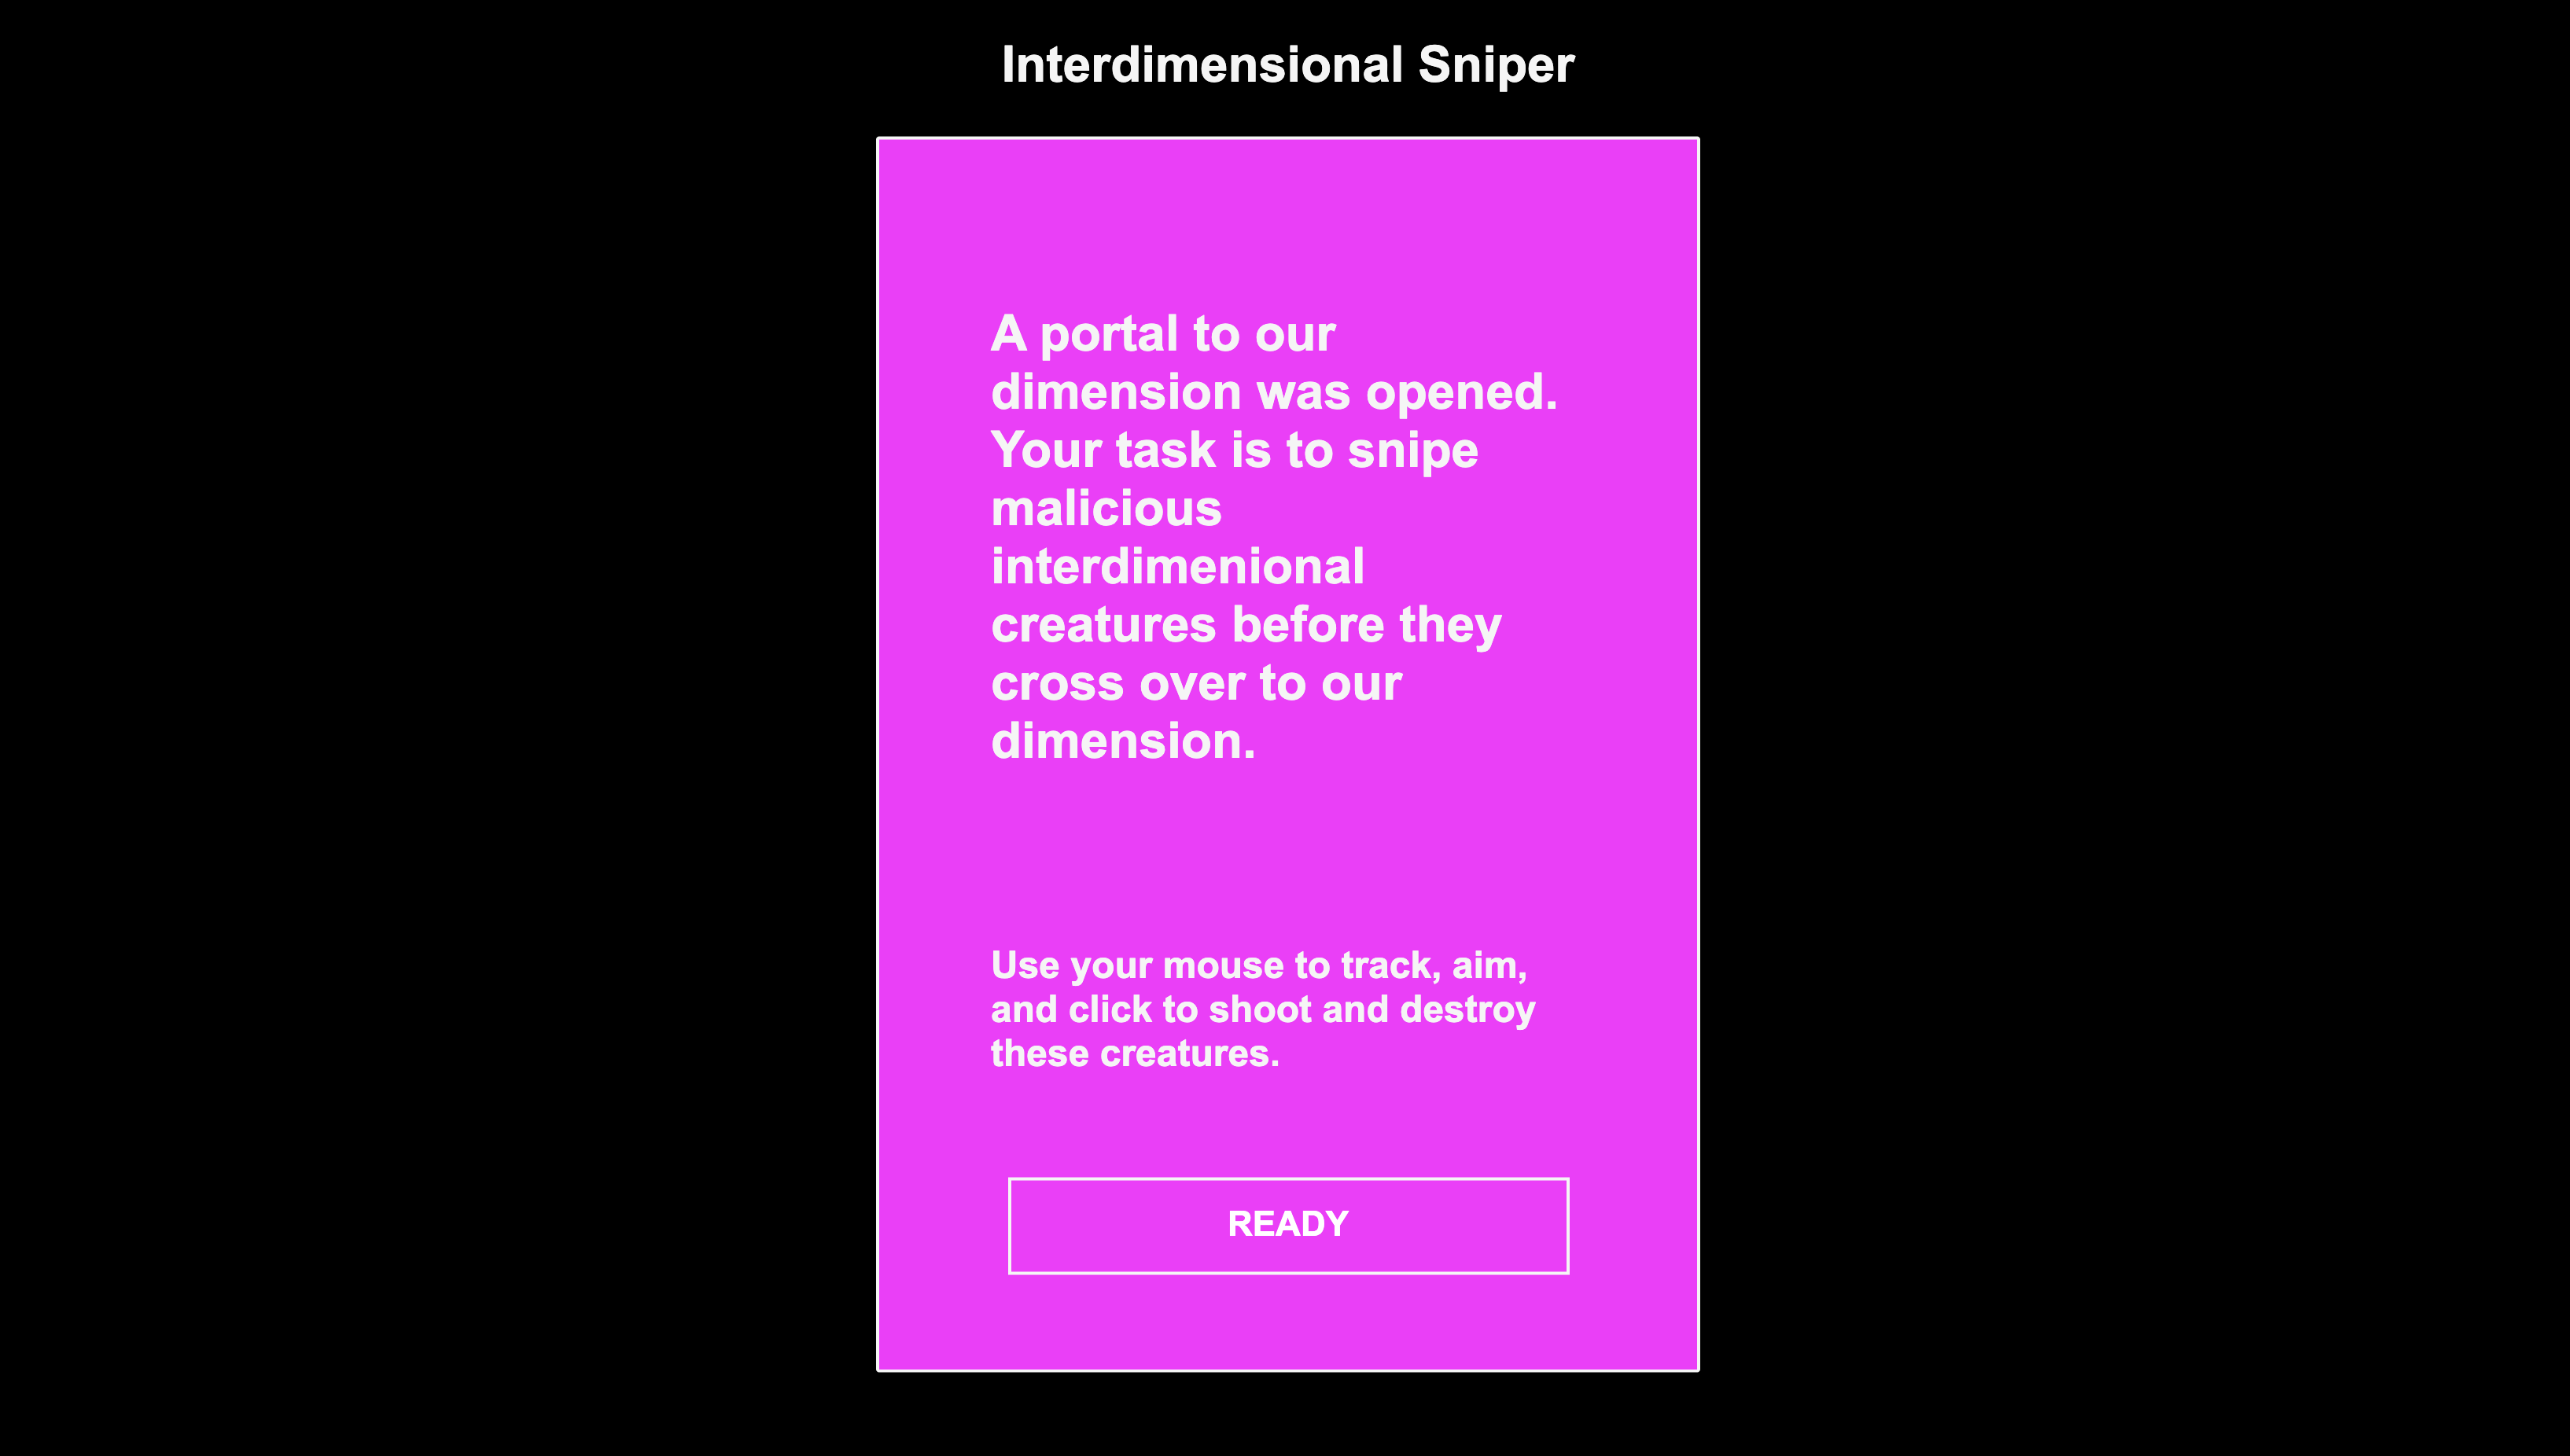 Interdimensional Sniper
A portal to our
dimension was opened.
Your task is to snipe
malicious
interdimenional
creatures before they
cross over to our
dimension.
Use your mouse to track, aim,
and click to shoot and destroy
these creatures.
READY